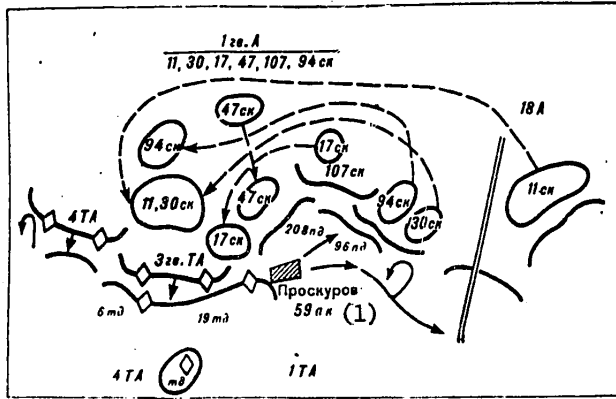 1 гв. А
11, 30, 17, 47, 107, 94 ск
47 ск
18 А
94 ск
17 ск
107 ск
11 ск
11, 30 ск
47 ск
94 ск
30 ск
4 ТА
17 ск
208 пд
96 пд
3 гв. ТА
Проскуров
6 тд
19 тд
59 ак (1)
4 ТА
тд
1 ТА